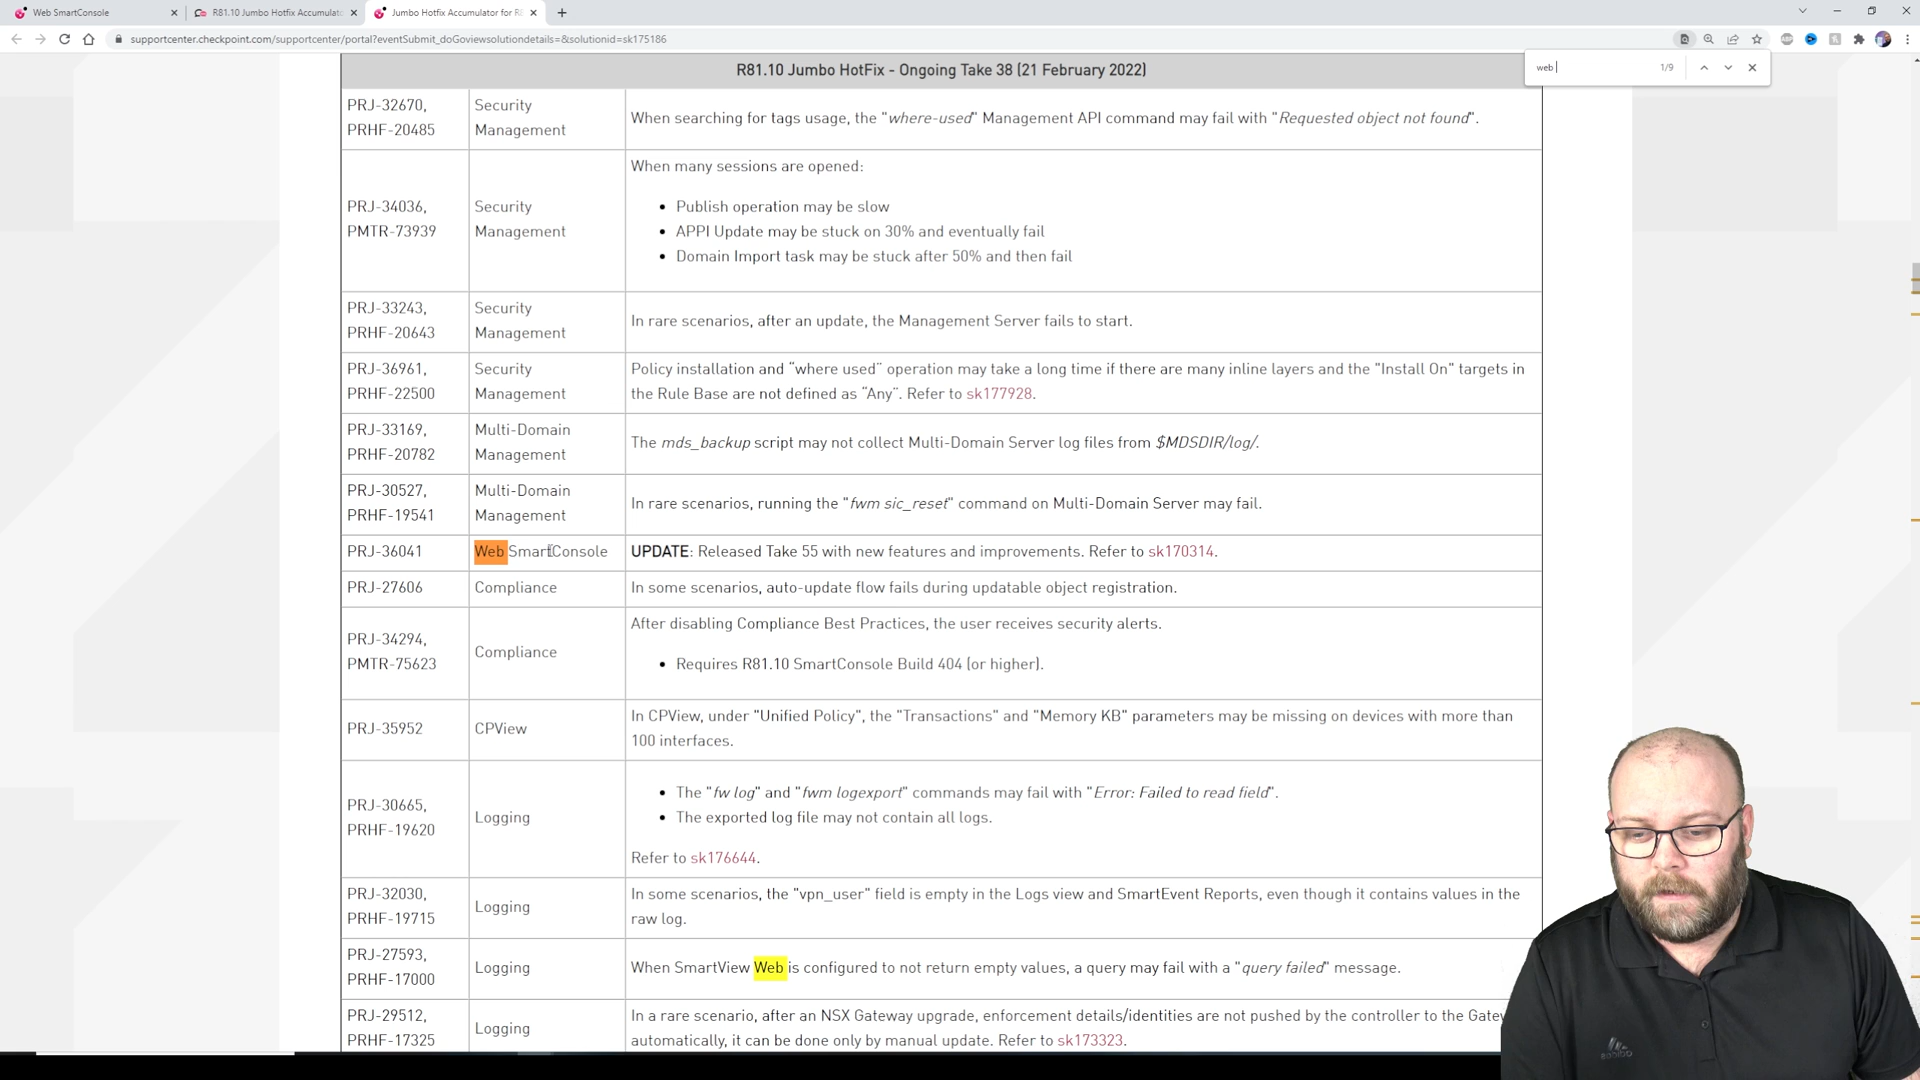 Web SmartConsole
R81.10 Jumbo Hotfix Accumulato
Jumbo Hotfix Accumulator for R8
supportcenter.checkpoint.com/supportcenter/portal?eventSubmit_doGoviewsolutiondetails=&solutionid=sk175186
web
1/9
R81.10 Jumbo HotFix - Ongoing Take 38 (21 February 2022)
PRJ-32670,
PRHF-20485
Security
Management
When searching for tags usage, the "where-used" Management API command may fail with "Requested object not found".
PRJ-34036,
PMTR-73939
Security
Management
When many sessions are opened:
• Publish operation may be slow
• APPI Update may be stuck on 30% and eventually fail
• Domain Import task may be stuck after 50% and then fail
PRJ-33243,
PRHF-20643
Security
Management
In rare scenarios, after an update, the Management Server fails to start.
PRJ-36961,
PRHF-22500
Security
Management
Policy installation and "where used" operation may take a long time if there are many inline layers and the "Install On" targets in
the Rule Base are not defined as "Any". Refer to sk177928.
PRJ-33169,
PRHF-20782
Multi-Domain
Management
The mds_backup script may not collect Multi-Domain Server log files from $MDSDIR/log/.
PRJ-30527,
PRHF-19541
Multi-Domain
Management
In rare scenarios, running the "fwm sic_reset" command on Multi-Domain Server may fail.
PRJ-36041
Web SmartConsole
UPDATE: Released Take 55 with new features and improvements. Refer to sk170314.
PRJ-27606
Compliance
In some scenarios, auto-update flow fails during updatable object registration.
PRJ-34294,
PMTR-75623
Compliance
After disabling Compliance Best Practices, the user receives security alerts.
• Requires R81.10 SmartConsole Build 404 (or higher).
PRJ-35952
CPView
In CPView, under "Unified Policy", the "Transactions" and "Memory KB" parameters may be missing on devices with more than
100 interfaces.
PRJ-30665,
PRHF-19620
Logging
• The "fw log" and "fwm logexport" commands may fail with "Error: Failed to read field".
• The exported log file may not contain all logs.
Refer to sk176644.
PRJ-32030,
PRHF-19715
Logging
In some scenarios, the "vpn_user" field is empty in the Logs view and SmartEvent Reports, even though it contains values in the
raw log.
PRJ-27593,
PRHF-17000
Logging
When SmartView Web is configured to not return empty values, a query may fail with a "query failed" message.
PRJ-29512,
PRHF-17325
Logging
In a rare scenario, after an NSX Gateway upgrade, enforcement details/identities are not pushed by the controller to the Gatew
automatically, it can be done only by manual update. Refer to sk173323.
adidas